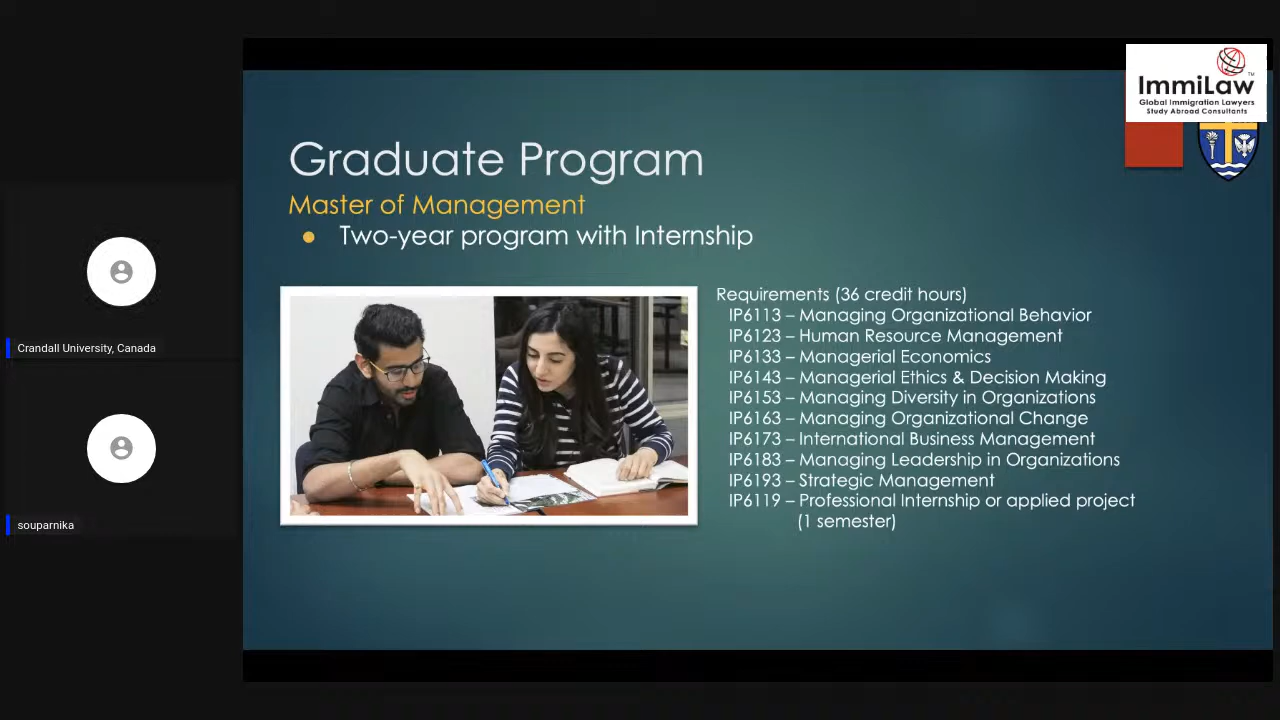 ImmiLaw™
Global Immigration Lawyers
Study Abroad Consultants
Graduate Program
Master of Management
● Two-year program with Internship
Requirements (36 credit hours)
IP6113 – Managing Organizational Behavior
IP6123 – Human Resource Management
IP6133 – Managerial Economics
IP6143 – Managerial Ethics & Decision Making
IP6153 – Managing Diversity in Organizations
IP6163 – Managing Organizational Change
IP6173 – International Business Management
IP6183 – Managing Leadership in Organizations
IP6193 – Strategic Management
IP6119 – Professional Internship or applied project
(1 semester)
Crandall University, Canada
souparnika